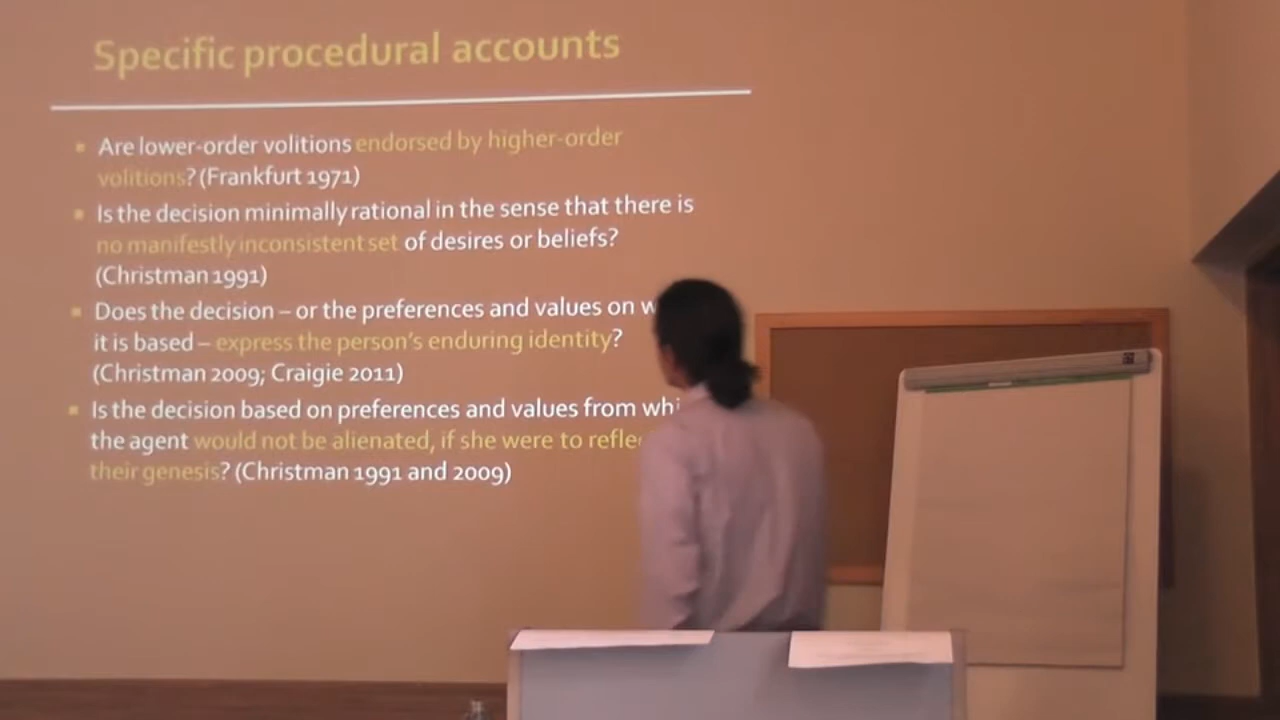 Specific procedural accounts
Are lower-order volitions endorsed by higher-order
volitions? (Frankfurt 1971)
Is the decision minimally rational in the sense that there is
no manifestly inconsistent set of desires or beliefs?
(Christman 1991)
Does the decision – or the preferences and values on
it is based – express the person's enduring identity?
(Christman 2009; Craigie 2011)
Is the decision based on preferences and values from
the agent would not be alienated, if she were to
their genesis? (Christman 1991 and 2009)